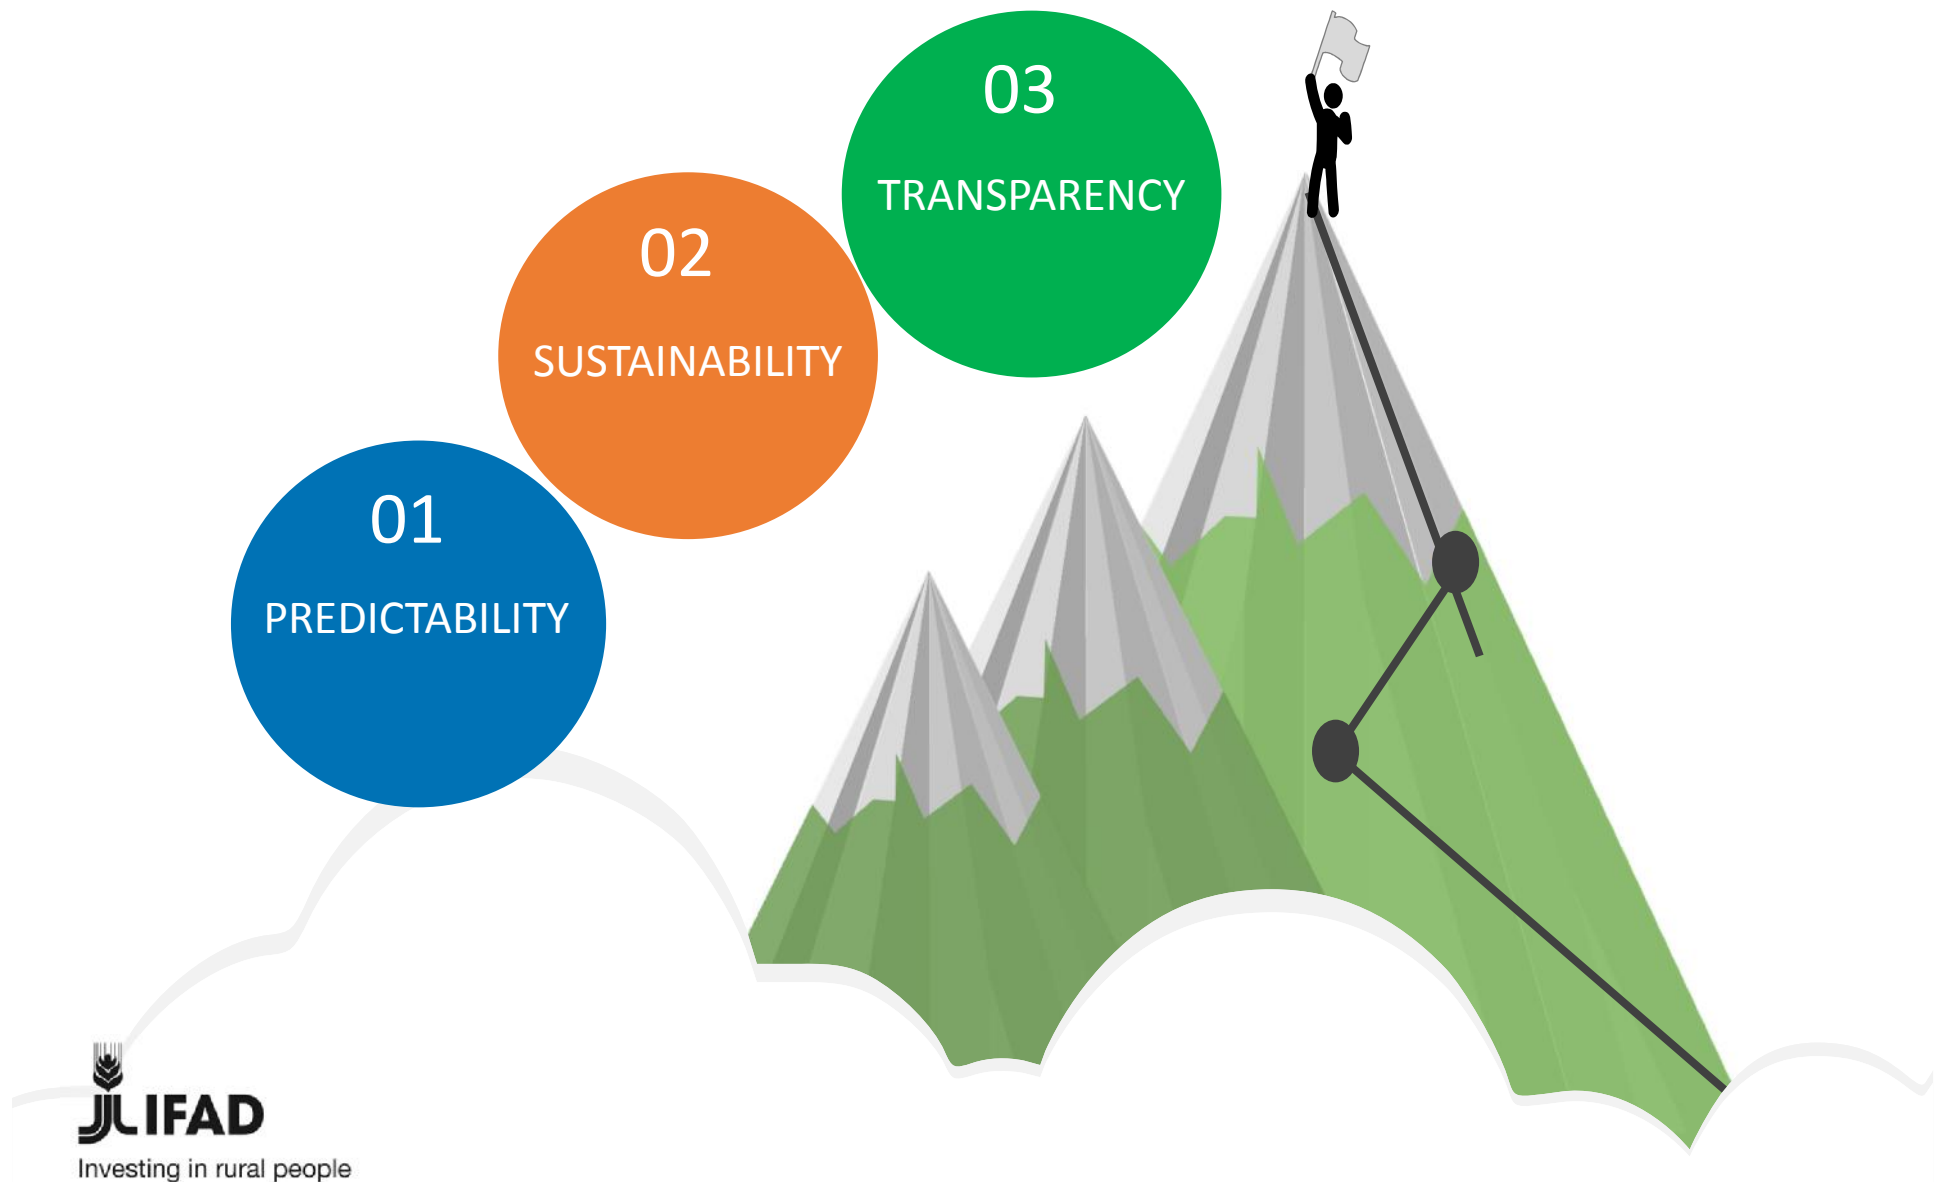 03
TRANSPARENCY
02
SUSTAINABILITY
01
PREDICTABILITY
IFAD
Investing in rural people